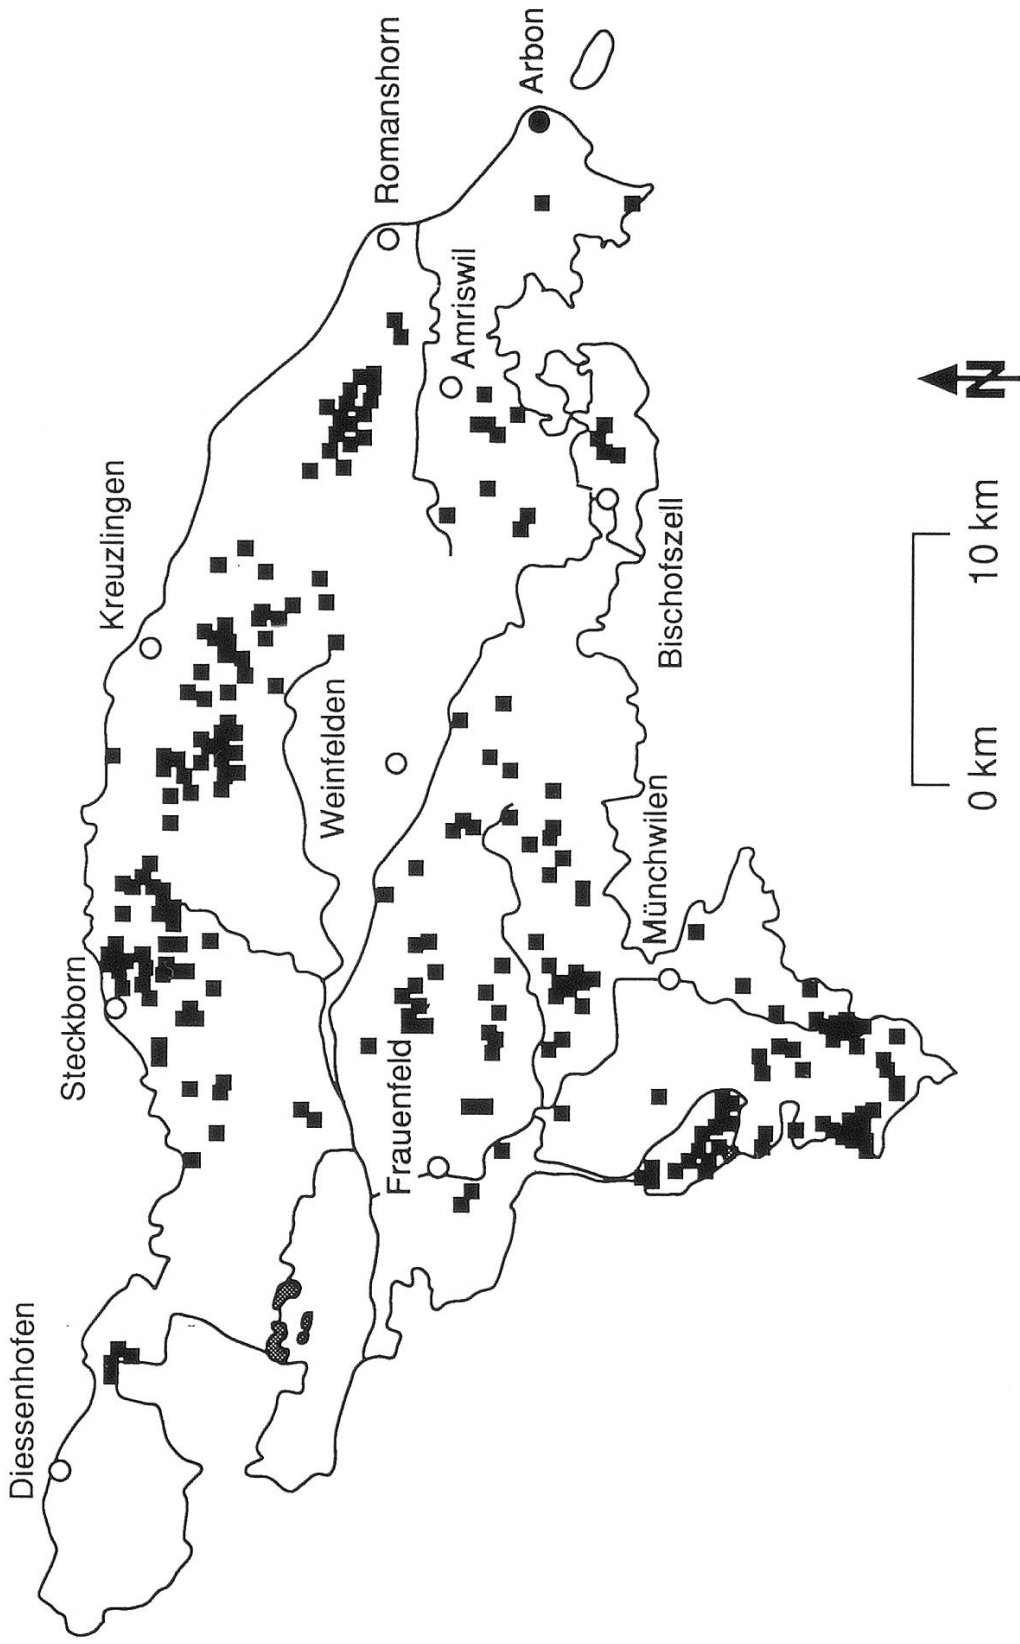 Diessenhofen
Steckborn
Kreuzlingen
Romanshorn
Arbon
Amriswil
Weinfelden
Frauenfeld
Bischofszell
Münchwilen
N
0 km
10 km